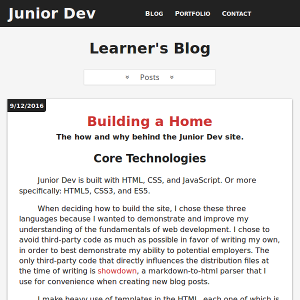 Junior Dev
Blog Portfolio Contact
Learner's Blog
Posts
9/12/2016
Building a Home
The how and why behind the Junior Dev site.
Core Technologies
Junior Dev is built with HTML, CSS, and JavaScript. Or more
specifically: HTML5, CSS3, and ES5.
When deciding how to build the site, I chose these three
languages because I wanted to demonstrate and improve my
understanding of the fundamentals of web development. I chose to
avoid third-party code as much as possible in favor of writing my own,
in order to best demonstrate my ability to potential employers. The
only third-party code that directly influences the distribution files at
the time of writing is showdown, a markdown-to-html parser that I
use for convenience when creating new blog posts.
I make heavy use of templates in the HTML, each one of which is